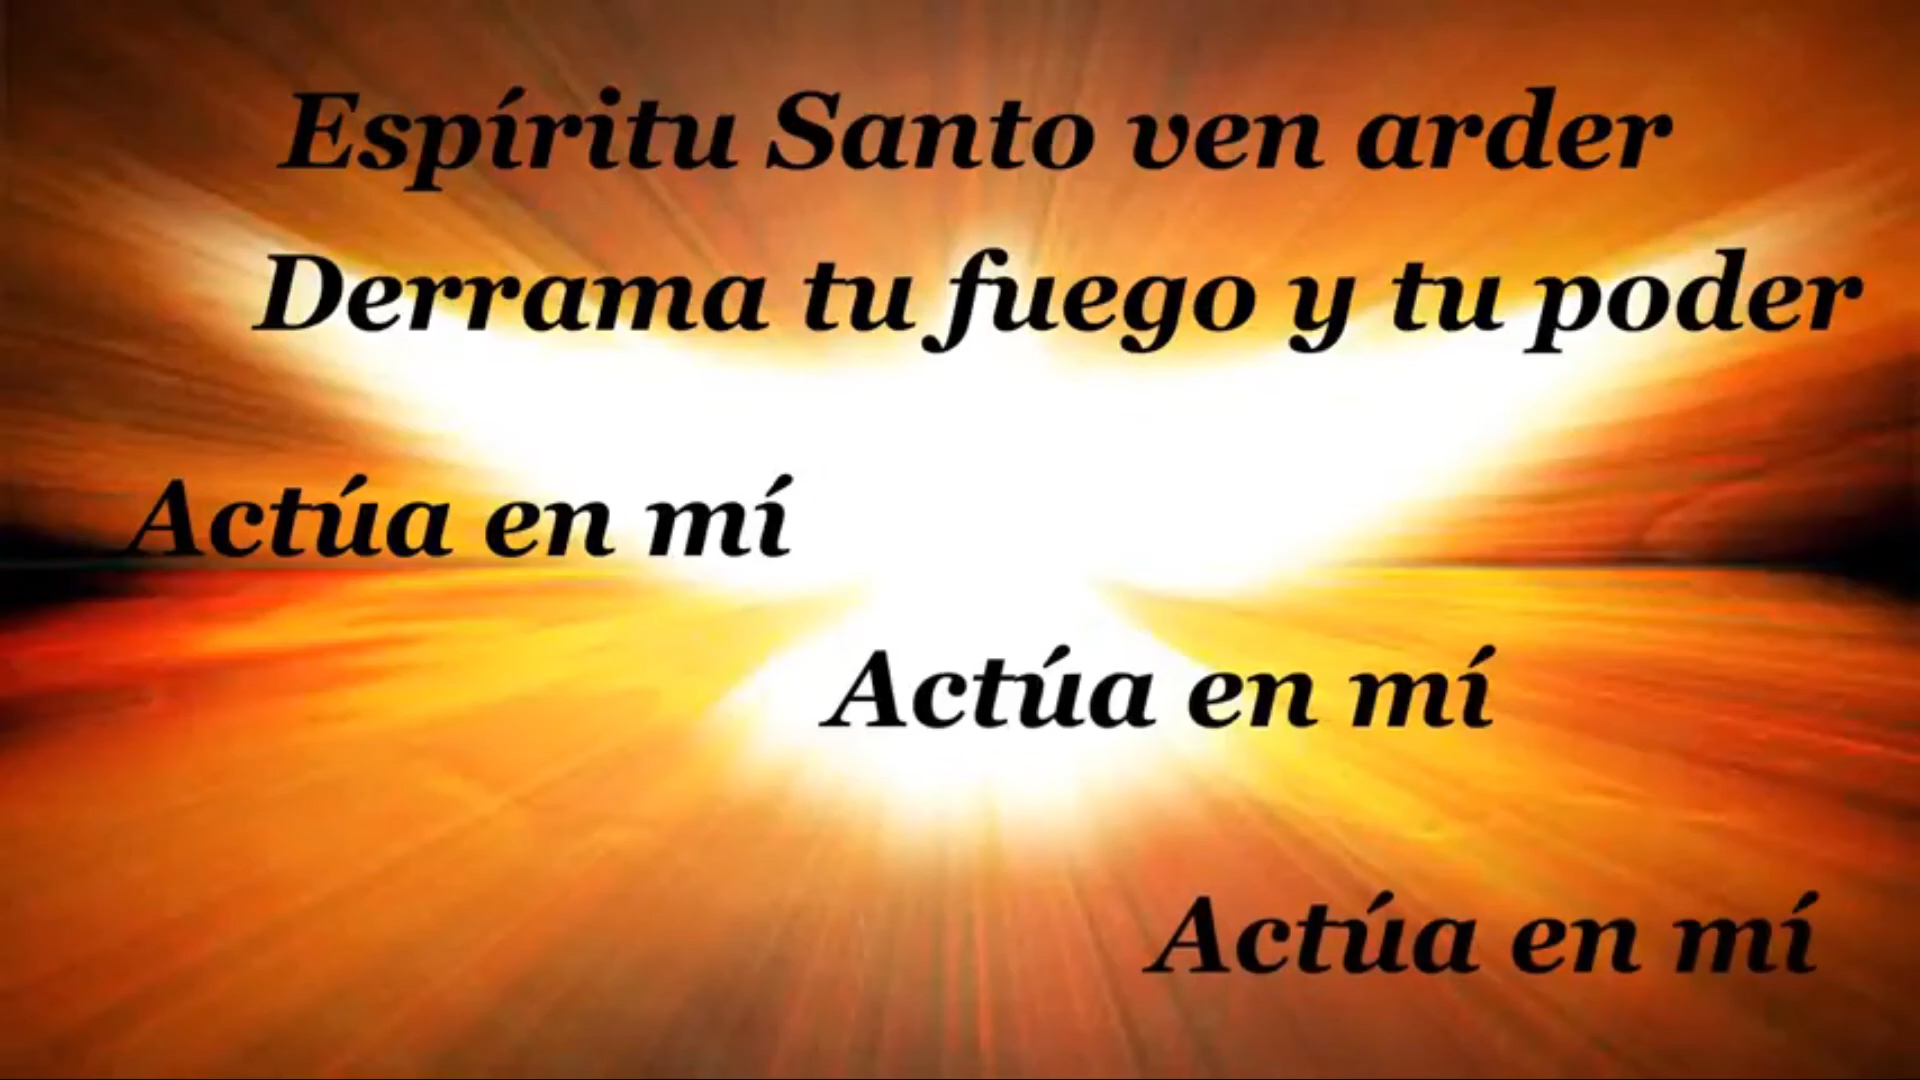 Espíritu Santo ven arder
Derrama tu fuego y tu poder
Actúa en mí
Actúa en mí
Actúa en mí